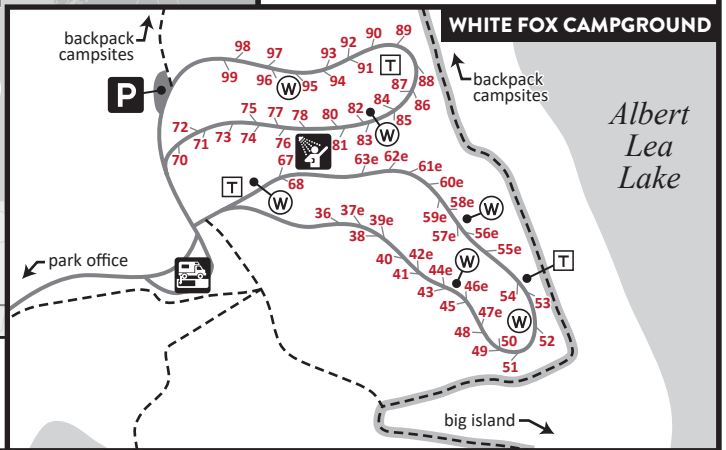 WHITE FOX CAMPGROUND
backpack
campsites
P
98
97
93
92
90
89
99
96
W
95
94
91
T
88
backpack
campsites
87
86
84
85
82
83
W
80
81
78
77
76
75
74
73
72
71
70
Albert
Lea
Lake
67
68
T
W
63e
62e
61e
60e
59e
58e
W
57e
56e
55e
T
54
53
52
51
50
49
W
48
47e
46e
45
44e
W
43
42e
41
40
39e
38
37e
36
park office
big island